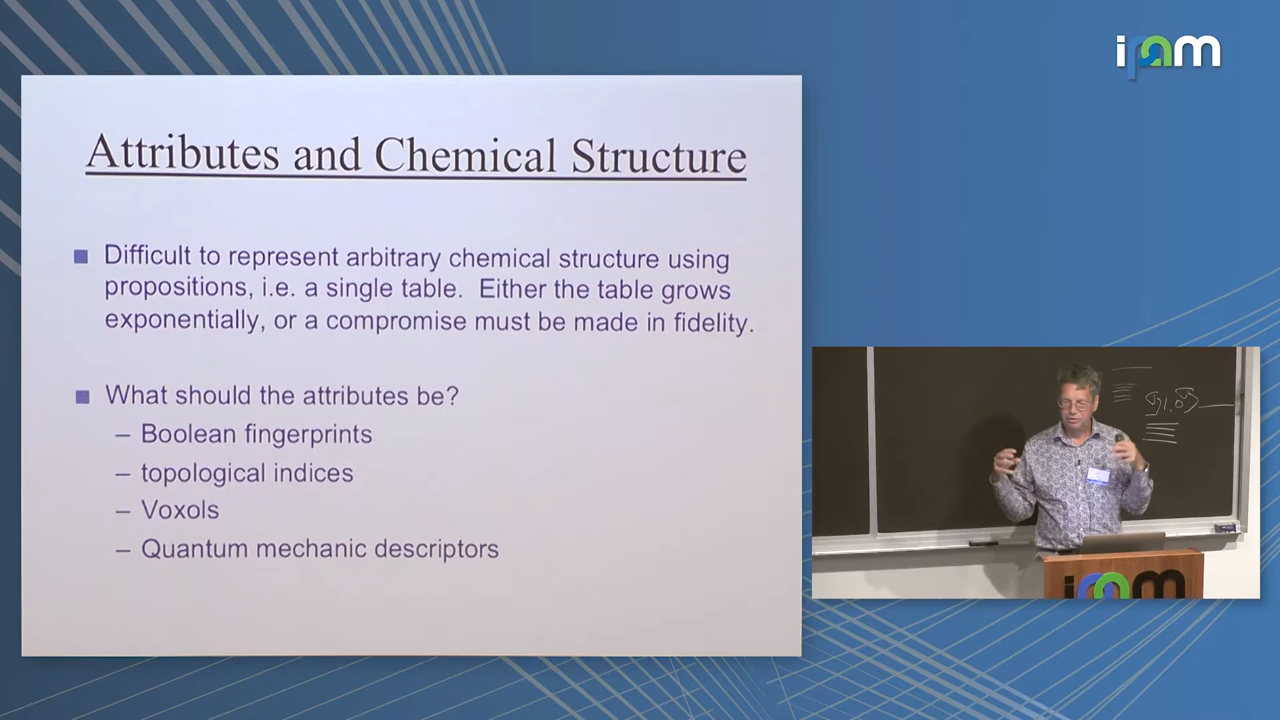 ipam
Attributes and Chemical Structure
■ Difficult to represent arbitrary chemical structure using
propositions, i.e. a single table. Either the table grows
exponentially, or a compromise must be made in fidelity.
■ What should the attributes be?
– Boolean fingerprints
– topological indices
– Voxols
– Quantum mechanic descriptors
ipam